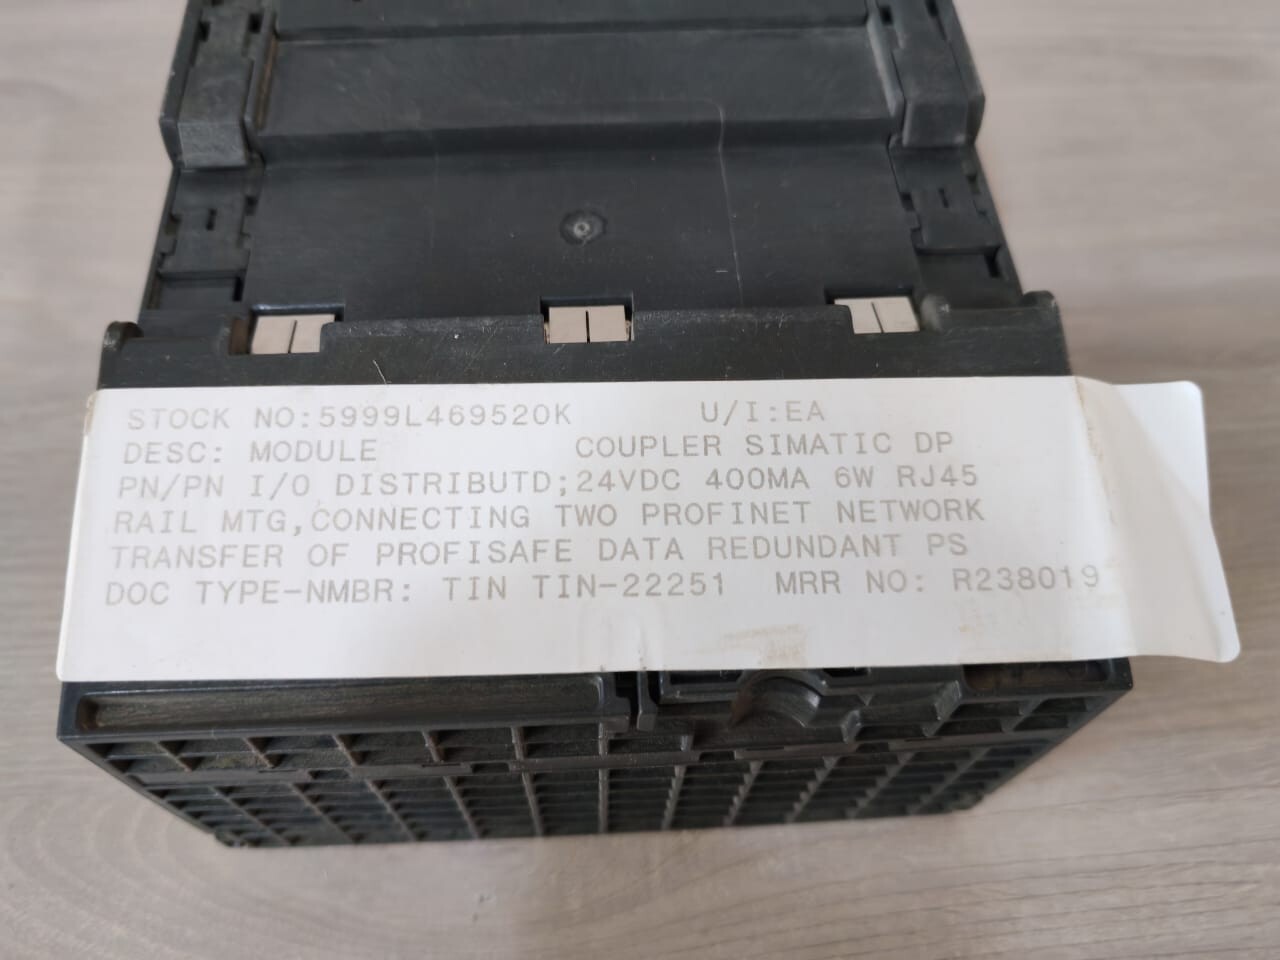 STOCK NO:5999L469520K U/I:EA
DESC: MODULE COUPLER SIMATIC DP
PN/PN I/O DISTRIBUTD;24VDC 400MA 6W RJ45
RAIL MTG,CONNECTING TWO PROFINET NETWORK
TRANSFER OF PROFISAFE DATA REDUNDANT PS
DOC TYPE-NMBR: TIN TIN-22251 MRR NO: R238019